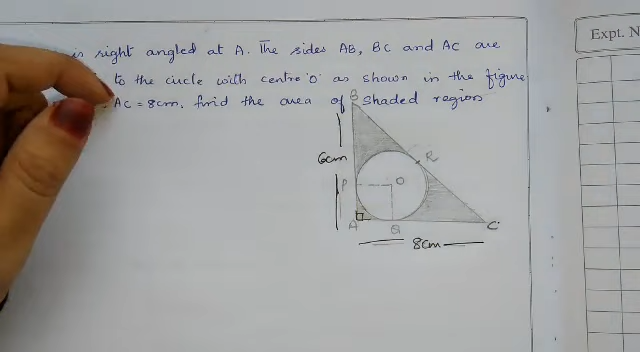 is right angled at A. The sides AB, BC and AC are
to the circle with centre 'O' as shown in the figure
AC = 8cm, find the area of shaded region
B
6cm
R
P
O
A
Q
C
8cm
Expt. N